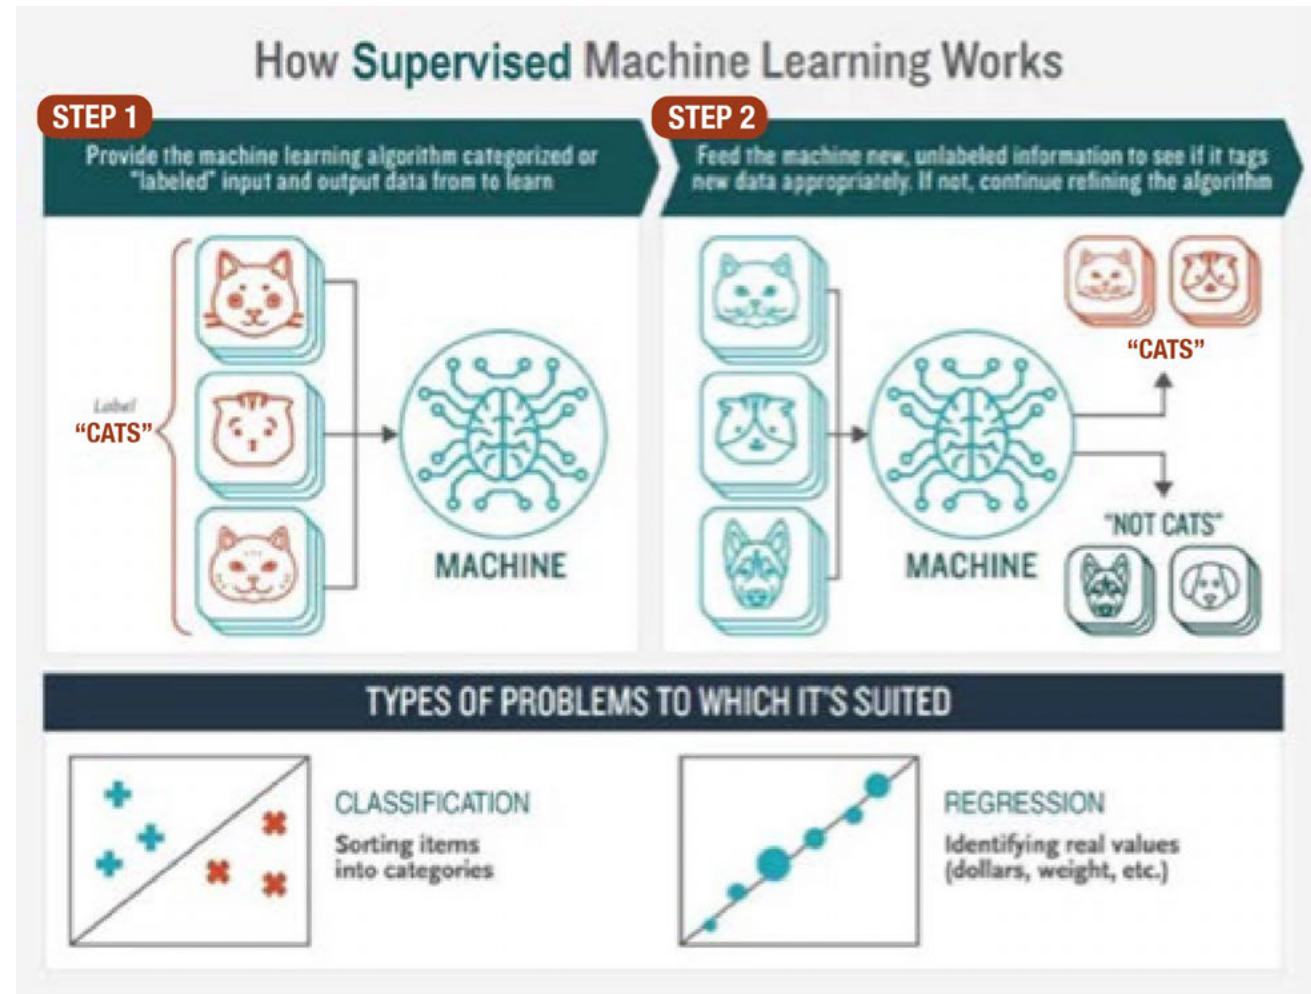 How Supervised Machine Learning Works
STEP 1
Provide the machine learning algorithm categorized or
"labeled" input and output data from to learn
STEP 2
Feed the machine new, unlabeled information to see if it tags
new data appropriately. If not, continue refining the algorithm
Label
"CATS"
MACHINE
MACHINE
"CATS"
"NOT CATS"
TYPES OF PROBLEMS TO WHICH IT'S SUITED
CLASSIFICATION
Sorting items
into categories
REGRESSION
Identifying real values
(dollars, weight, etc.)